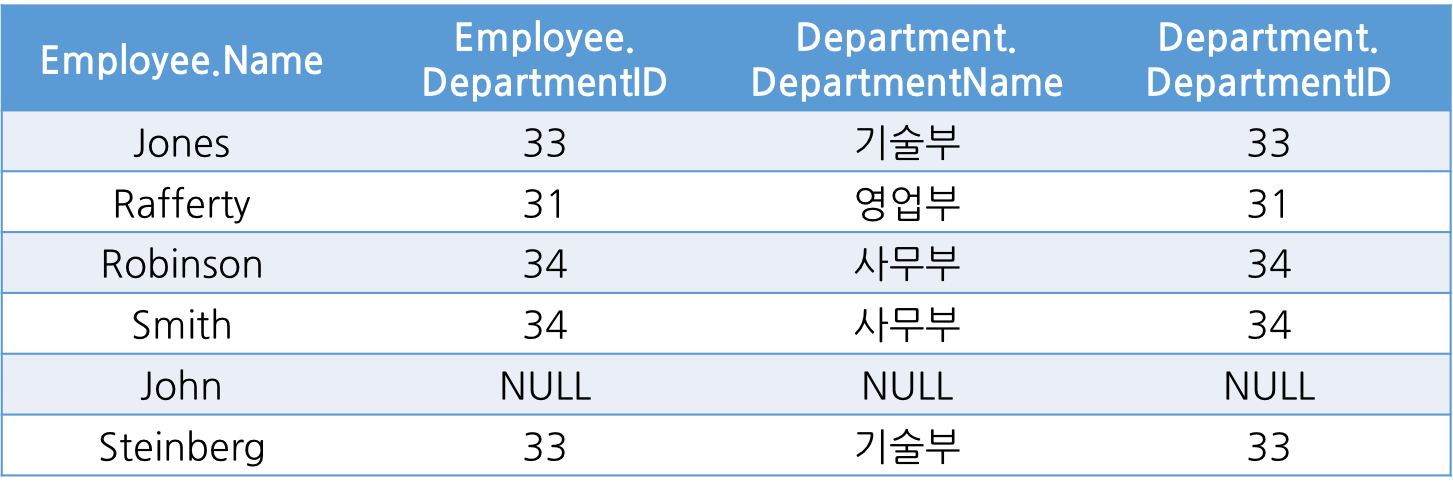 Employee.Name Employee. DepartmentID Department. DepartmentName Department. DepartmentID
Jones 33 기술부 33
Rafferty 31 영업부 31
Robinson 34 사무부 34
Smith 34 사무부 34
John NULL NULL NULL
Steinberg 33 기술부 33